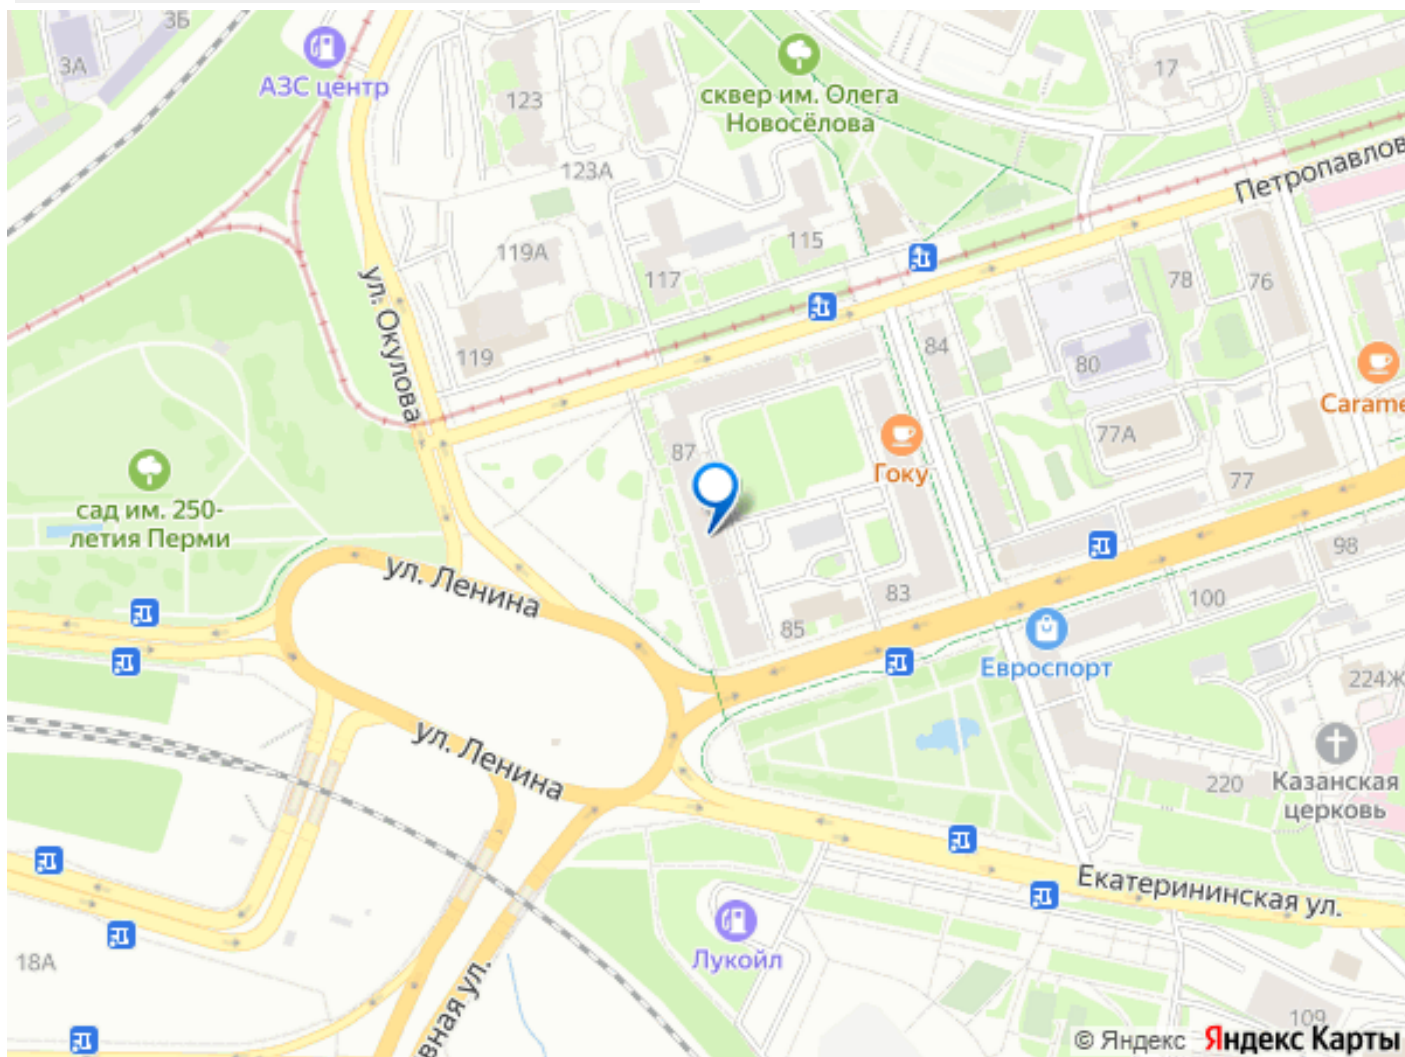 3Б
3А
АЗС центр
123
сквер им. Олега
Новосёлова
17
123А
Петропавлов
119А
115
117
78
76
ул. Окулова
119
84
80
Carame
77А
87
Гоку
77
сад им. 250-
летия Перми
ул. Ленина
98
83
100
85
Евроспорт
224Ж
ул. Ленина
220
Казанская
церковь
Екатерининская ул.
Лукойл
18А
вная ул.
109
© Яндекс Яндекс Карты